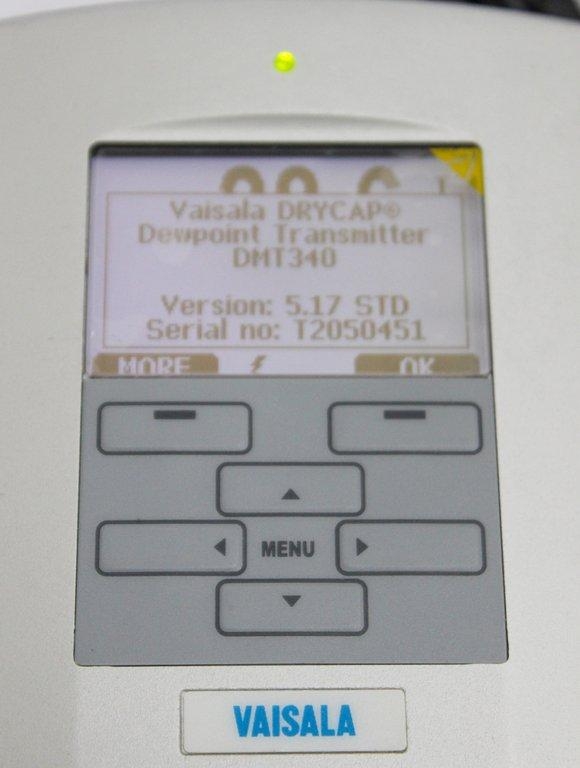 Vaisala DRYCAP®
Dewpoint Transmitter
DMT340
Version: 5.17 STD
Serial no: T2050451
MORE OK
MENU
VAISALA